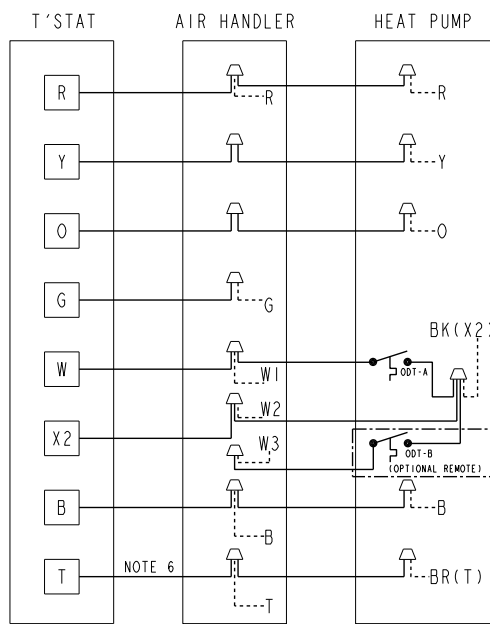 T'STAT AIR HANDLER HEAT PUMP
R R R
Y Y
O O
G G
BK(X2)
W W1 ODT-A
W2
X2 W3 ODT-B
(OPTIONAL REMOTE)
B B B
T NOTE 6 T BR(T)